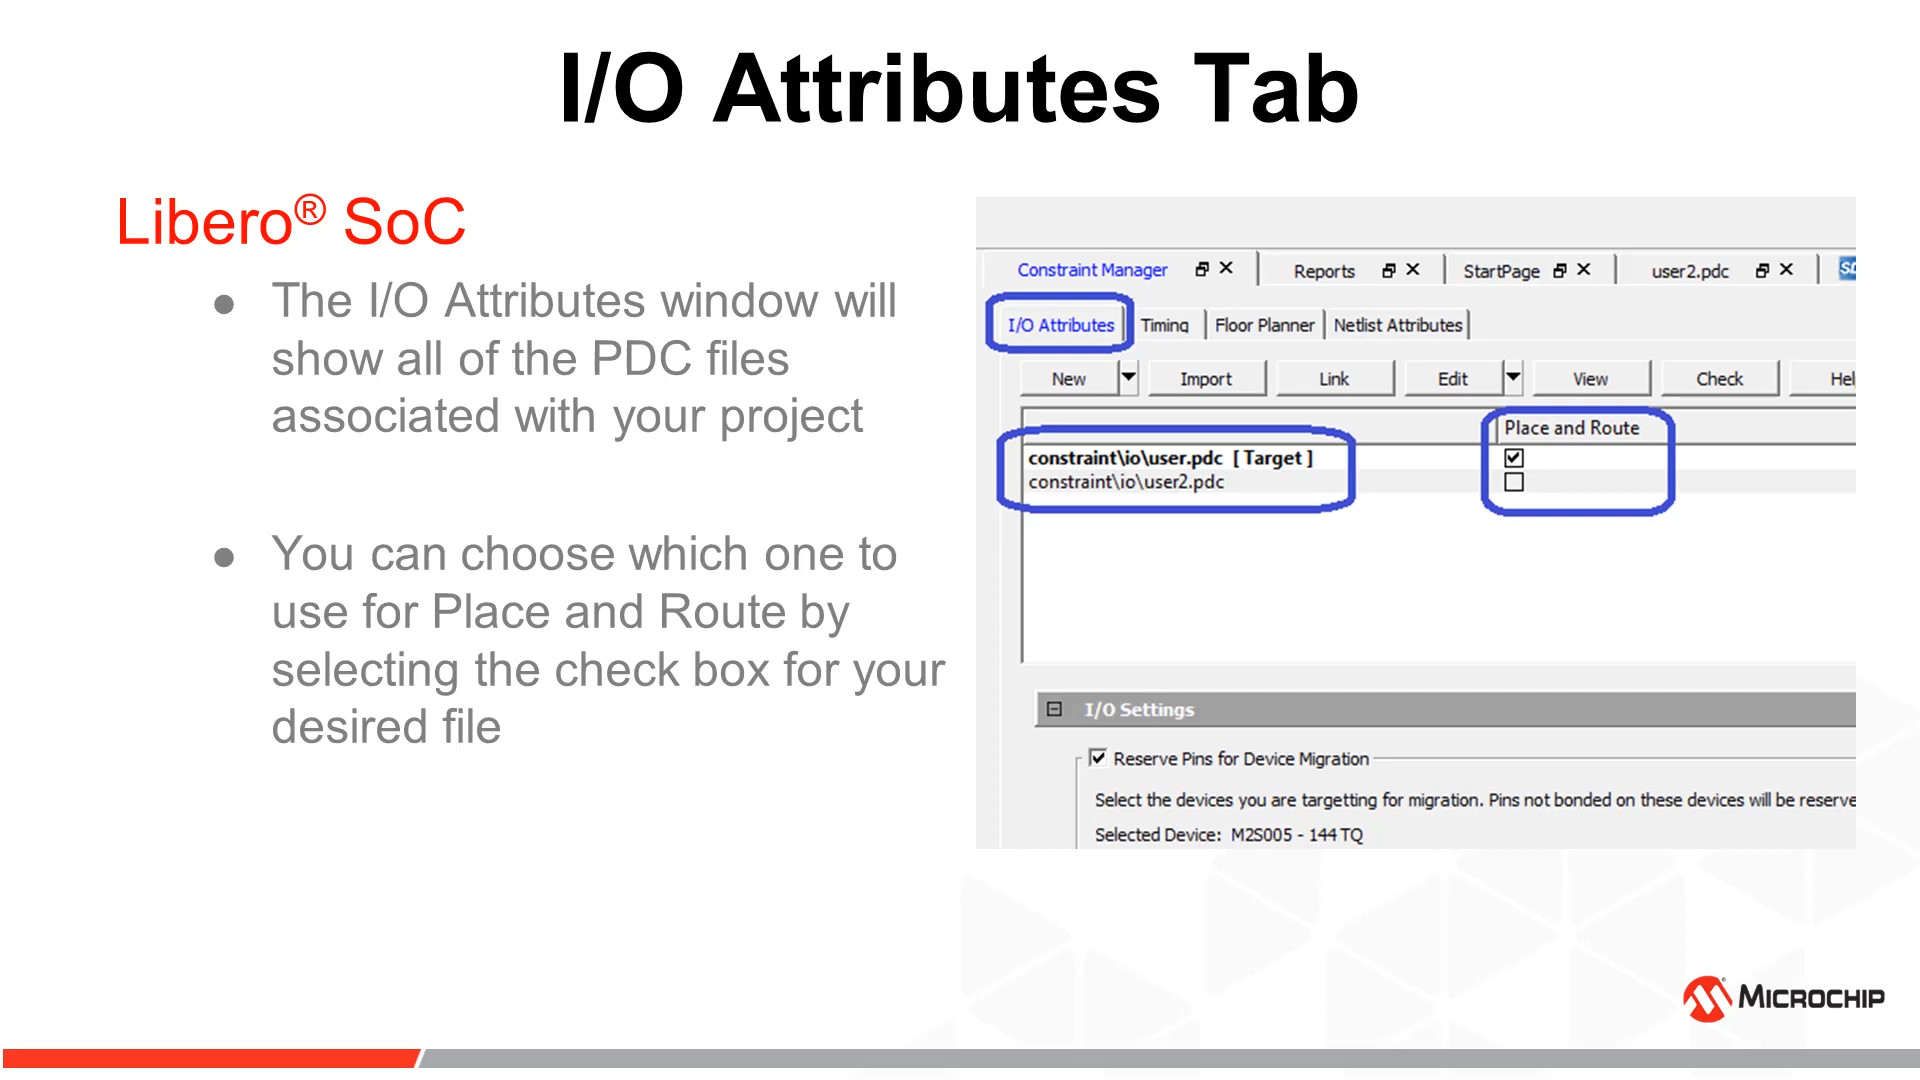 I/O Attributes Tab
Libero® SoC
● The I/O Attributes window will
show all of the PDC files
associated with your project
● You can choose which one to
use for Place and Route by
selecting the check box for your
desired file
Constraint Manager Reports StartPage user2.pdc
I/O Attributes Timing Floor Planner Netlist Attributes
New Import Link Edit View Check Hel
Place and Route
constraint\io\user.pdc [ Target ]
constraint\io\user2.pdc
I/O Settings
Reserve Pins for Device Migration
Select the devices you are targetting for migration. Pins not bonded on these devices will be reserve
Selected Device: M2S005 - 144 TQ
MICROCHIP